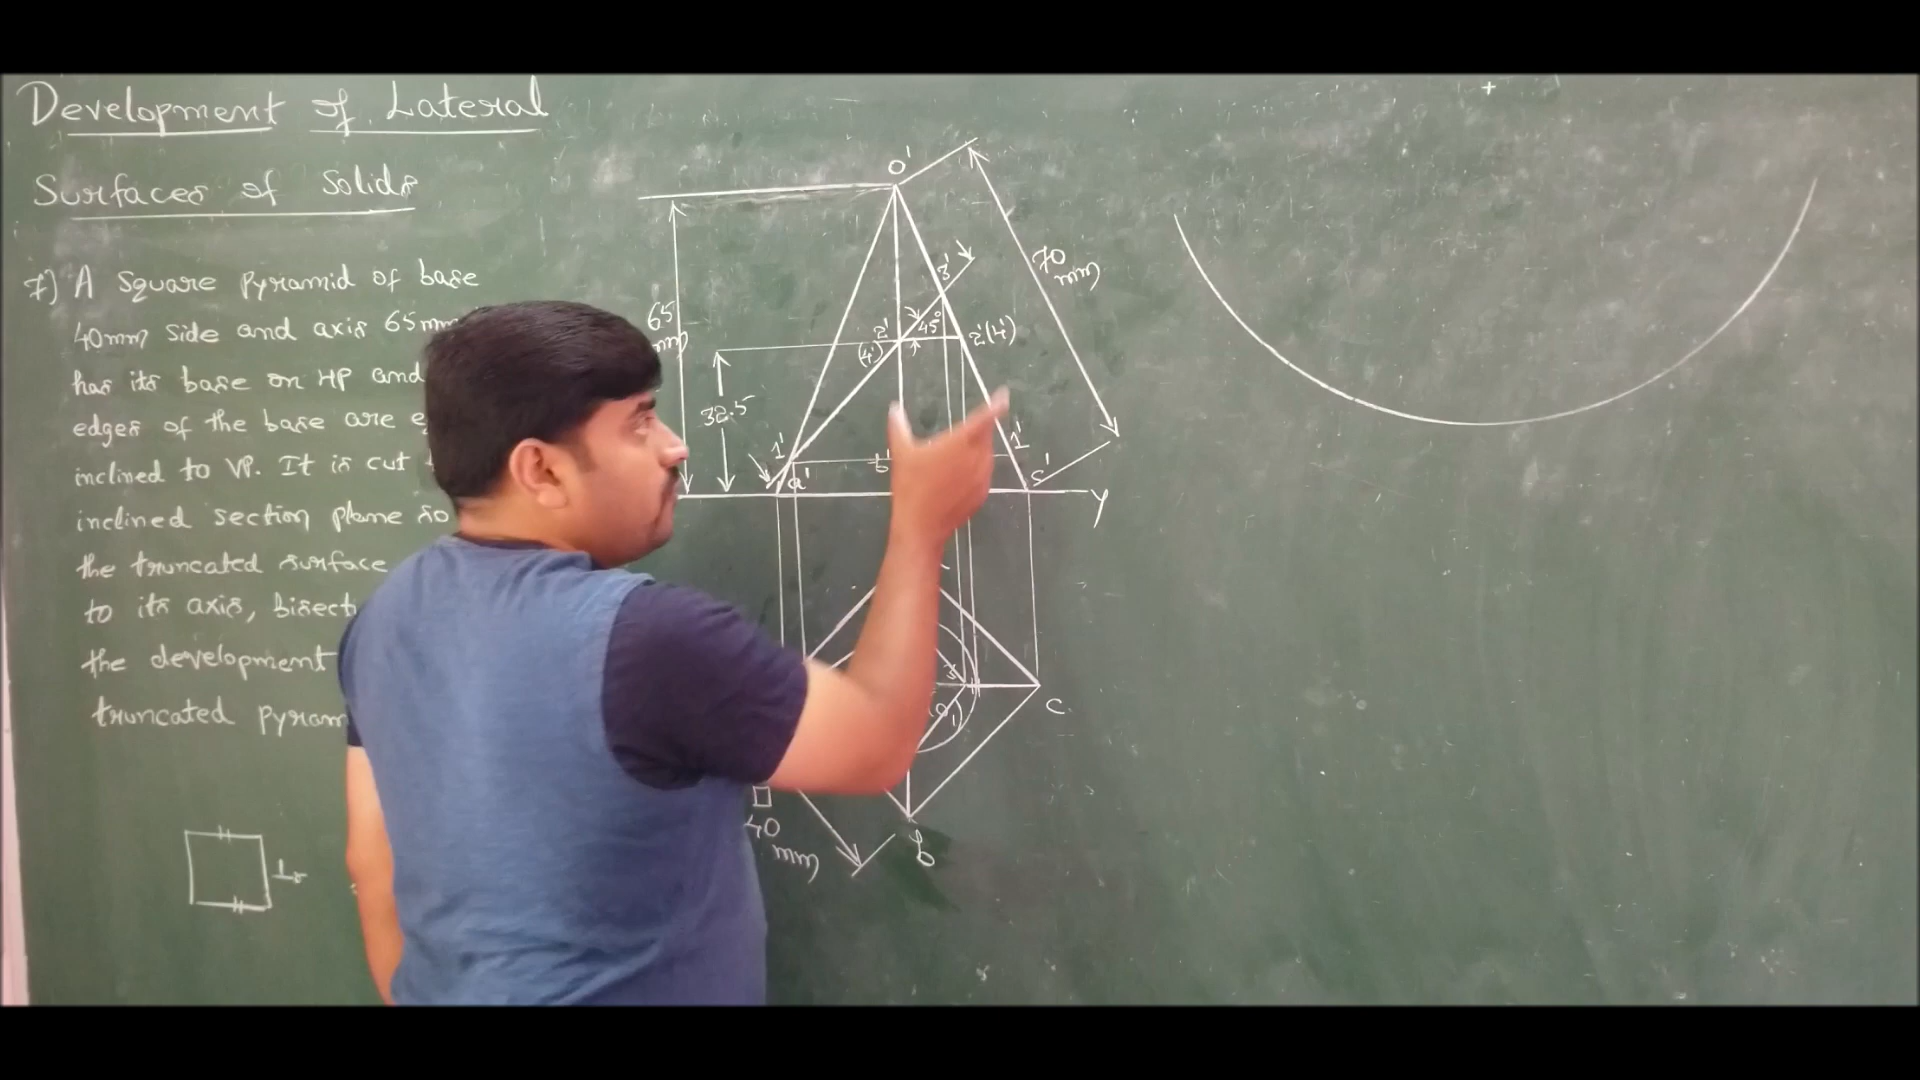 Development of Lateral
Surfaces of Solids
7) A square pyramid of base
40mm side and axis 65mm
has its base on HP and
edges of the base are
inclined to VP. It is cut
inclined section plane so
the truncated surface
to its axis,
the development
truncated
O'
65
mm
70
mm
3'
45°
2'
(4')
2'(4')
32.5
1'
1'
b'
a'
c'
Y
3
c
b
40
mm